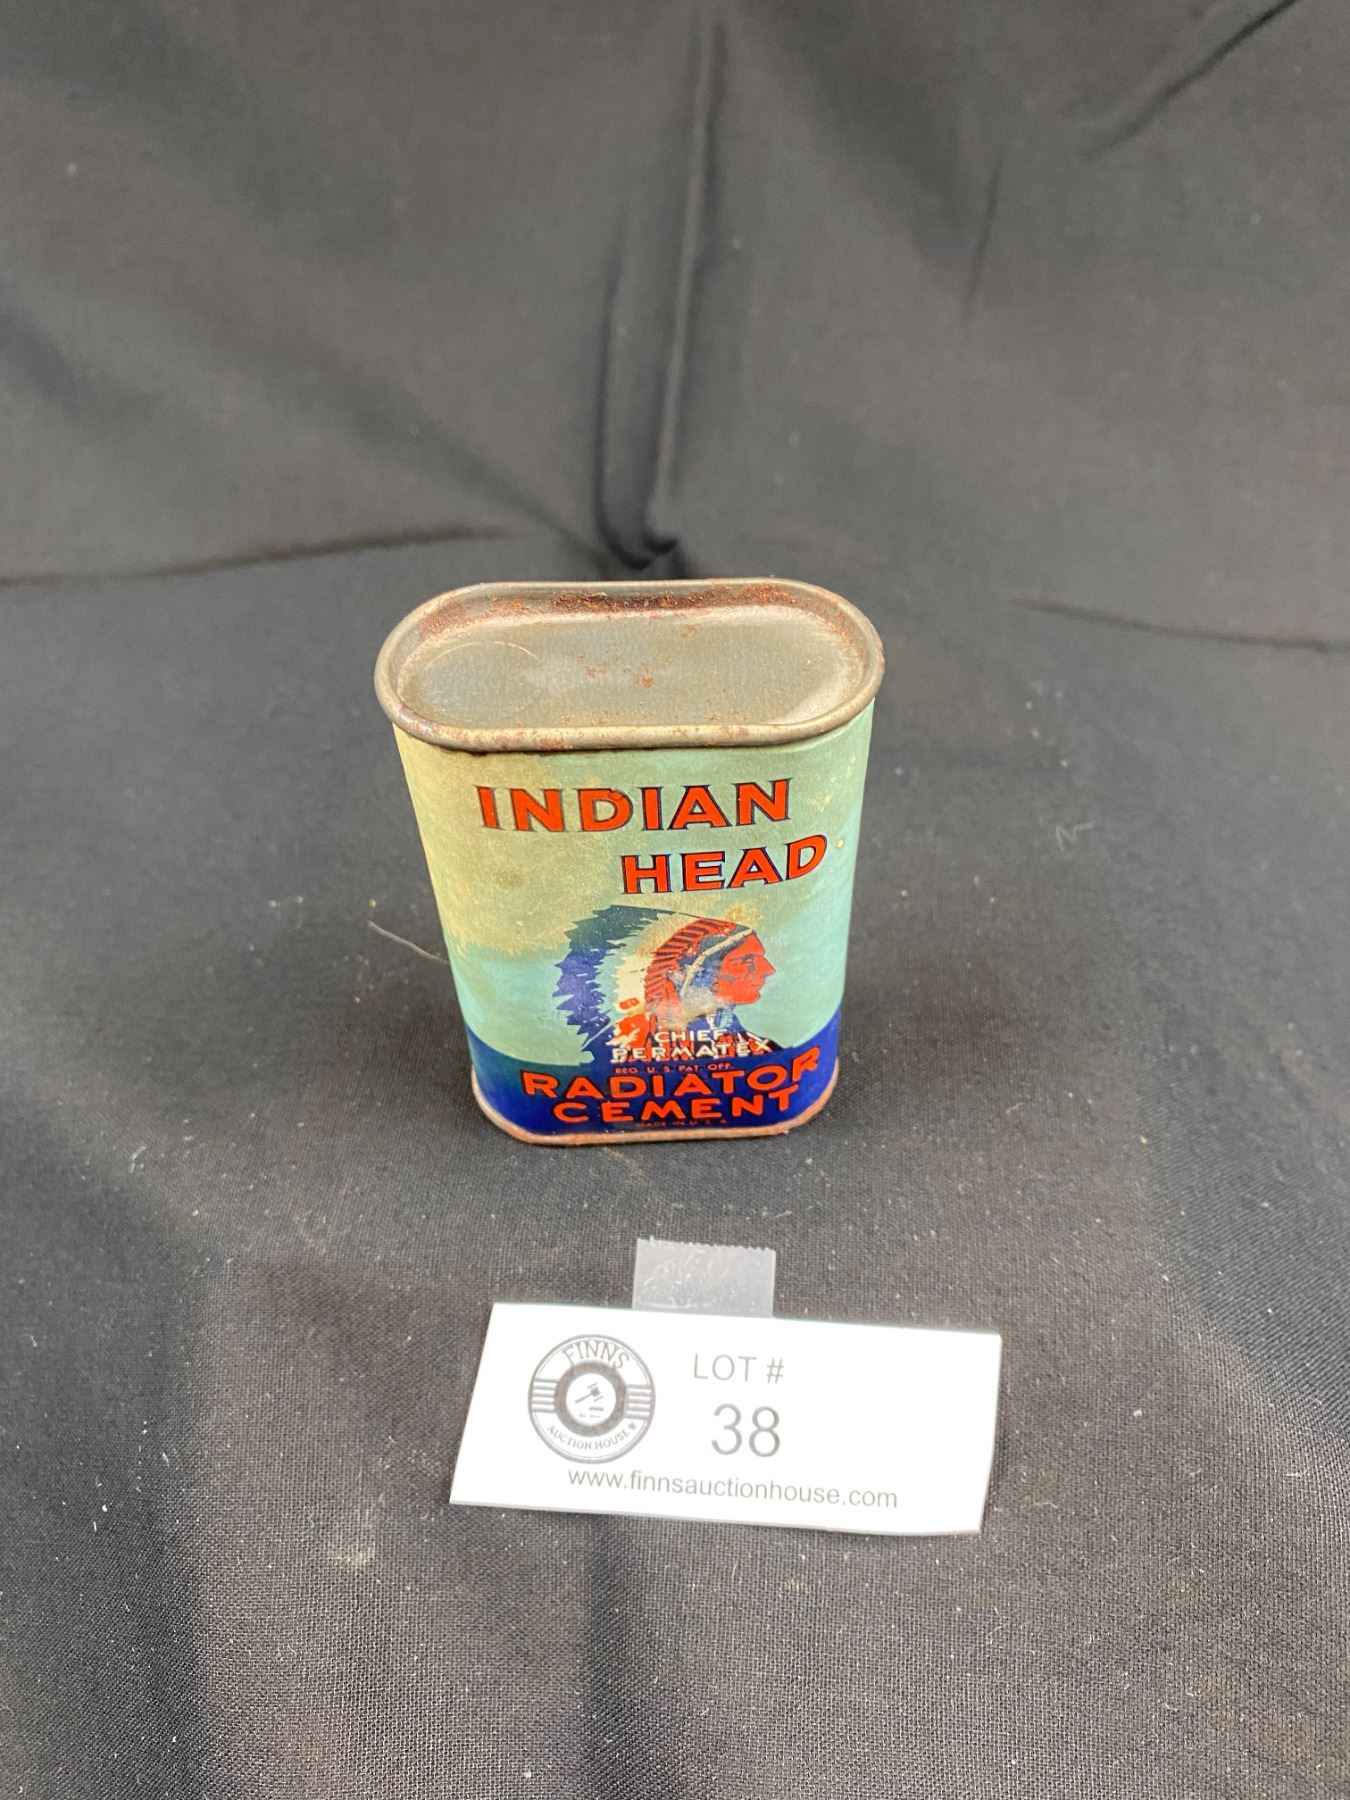 INDIAN
HEAD
CHIEF
PERMATEX
REG. U. S. PAT. OFF.
RADIATOR
CEMENT
MADE IN U. S. A
FINNS
AUCTION HOUSE
LOT #
38
www.finnsauctionhouse.com